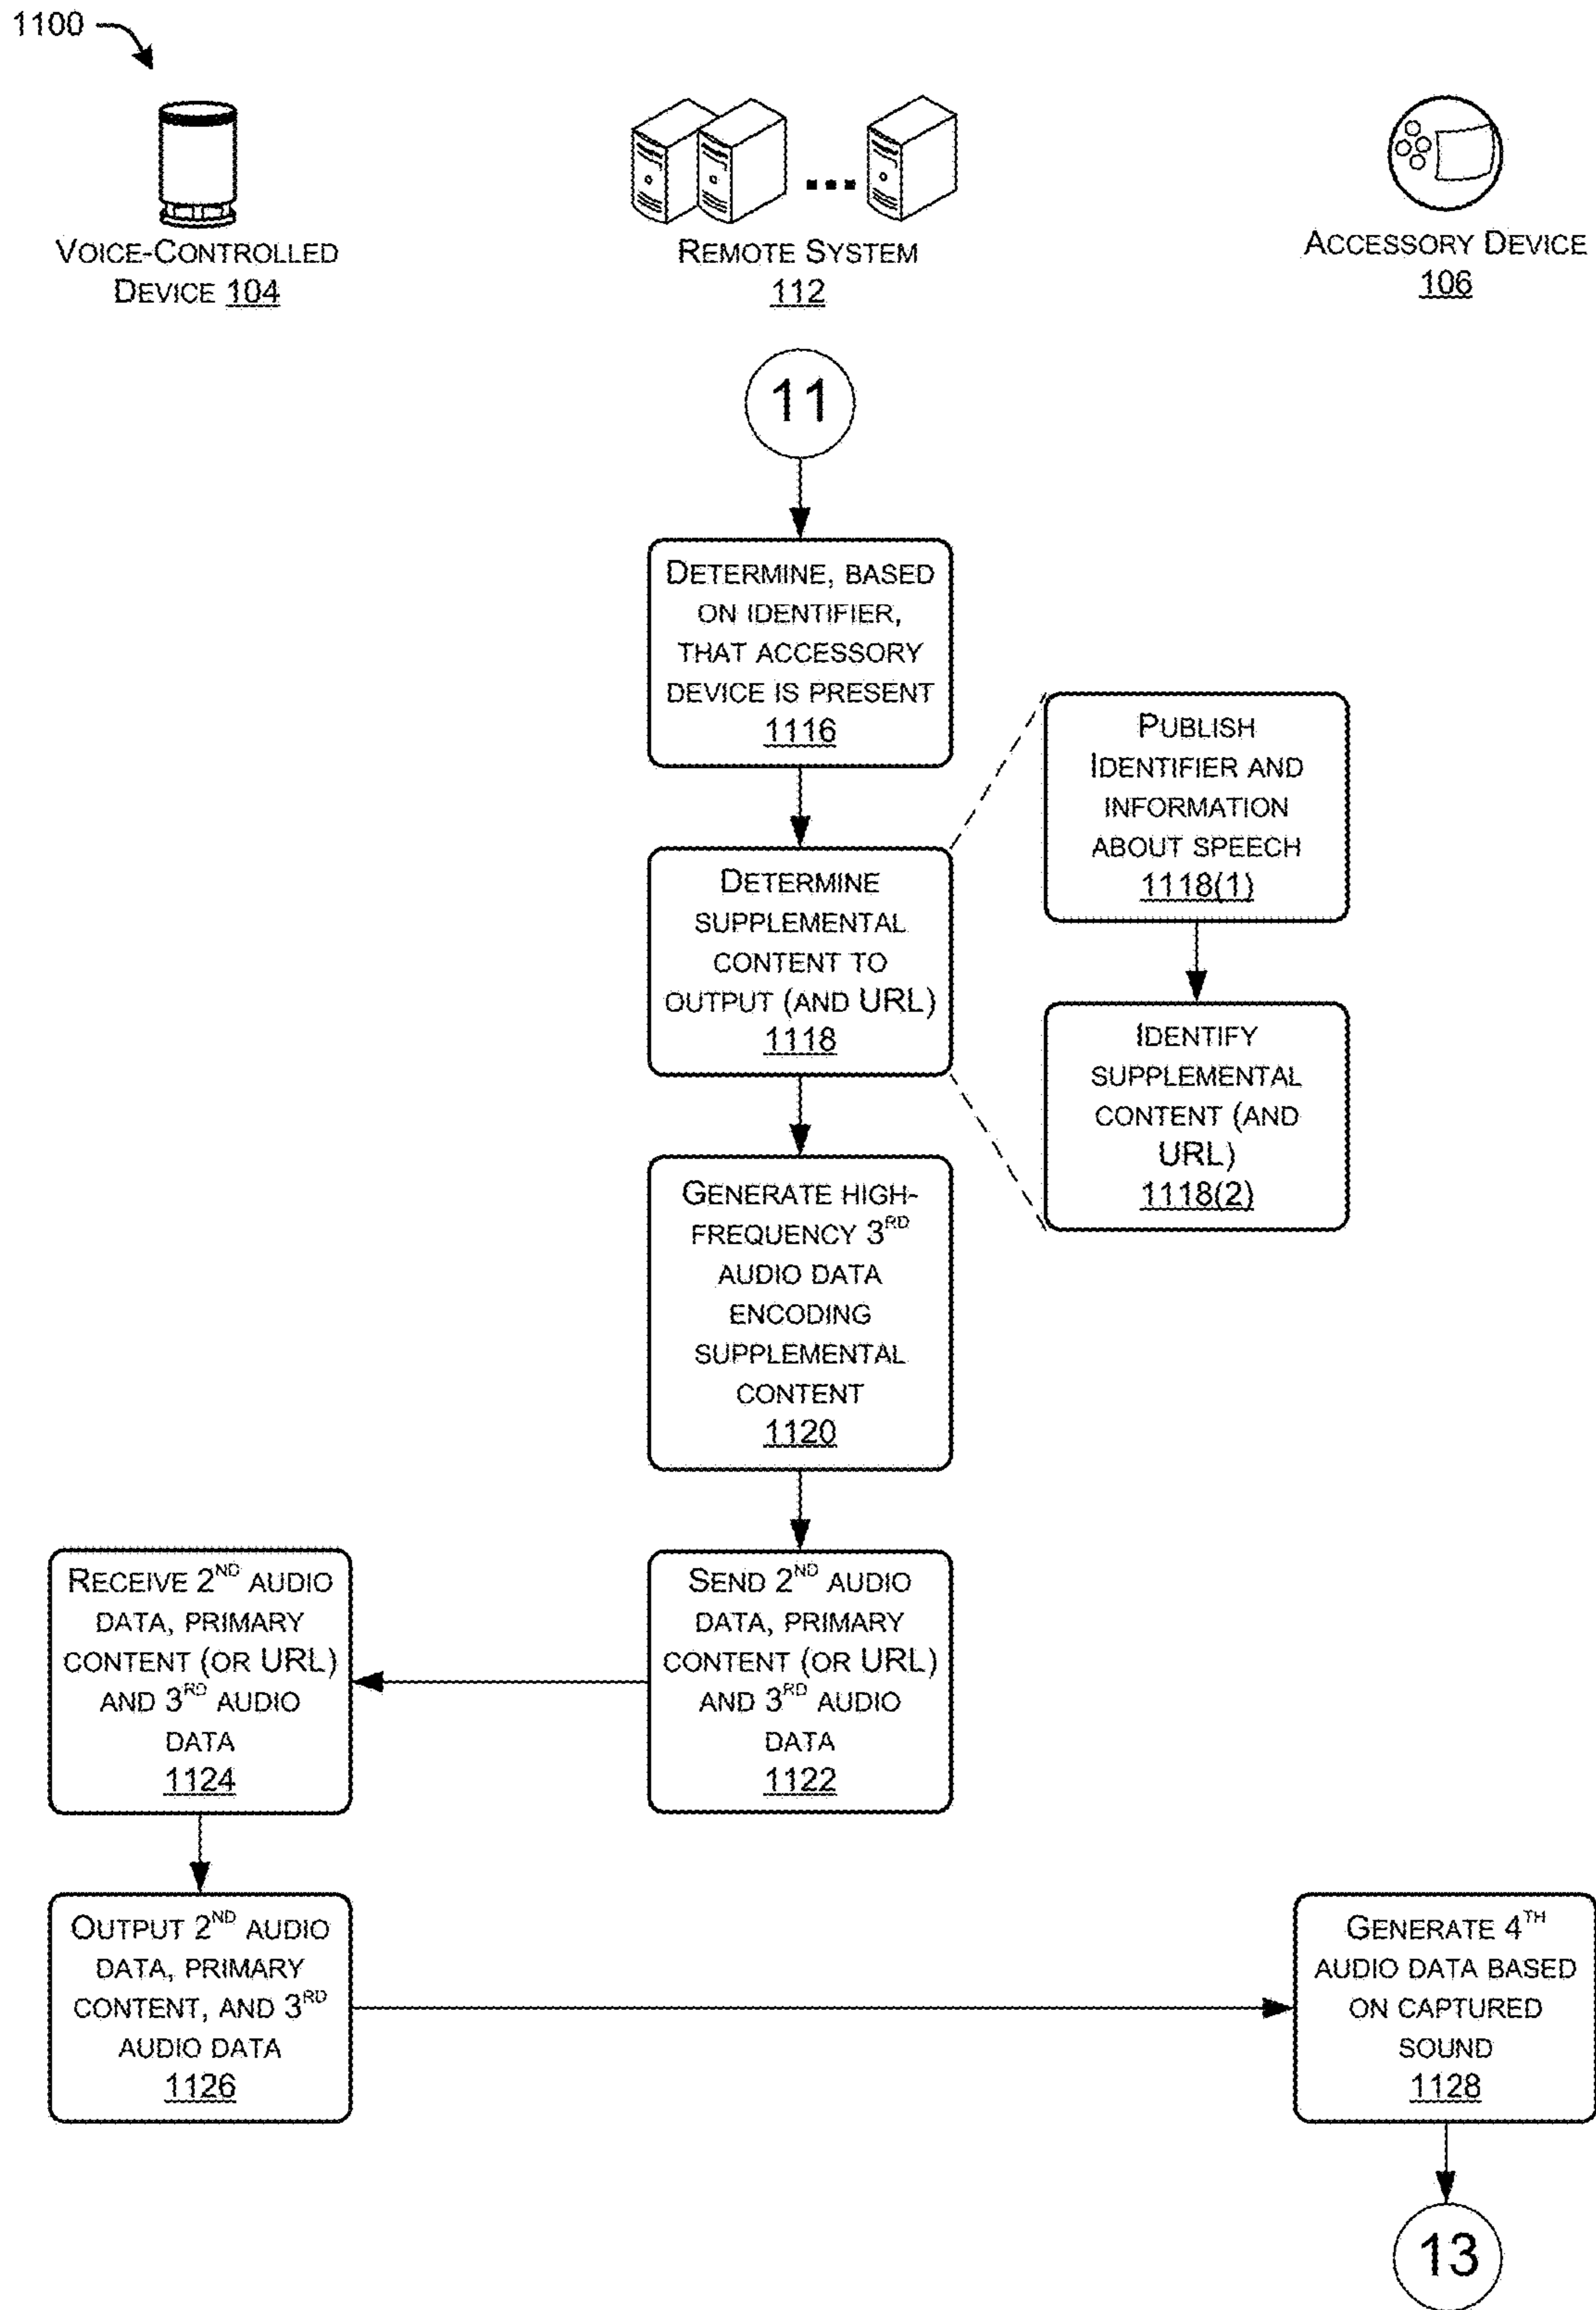 1100
VOICE-CONTROLLED
DEVICE 104
REMOTE SYSTEM
112
ACCESSORY DEVICE
106
11
DETERMINE, BASED
ON IDENTIFIER,
THAT ACCESSORY
DEVICE IS PRESENT
1116
PUBLISH
IDENTIFIER AND
INFORMATION
ABOUT SPEECH
1118(1)
DETERMINE
SUPPLEMENTAL
CONTENT TO
OUTPUT (AND URL)
1118
IDENTIFY
SUPPLEMENTAL
CONTENT (AND
URL)
1118(2)
GENERATE HIGH-
FREQUENCY 3RD
AUDIO DATA
ENCODING
SUPPLEMENTAL
CONTENT
1120
SEND 2ND AUDIO
DATA, PRIMARY
CONTENT (OR URL)
AND 3RD AUDIO
DATA
1122
RECEIVE 2ND AUDIO
DATA, PRIMARY
CONTENT (OR URL)
AND 3RD AUDIO
DATA
1124
OUTPUT 2ND AUDIO
DATA, PRIMARY
CONTENT, AND 3RD
AUDIO DATA
1126
GENERATE 4TH
AUDIO DATA BASED
ON CAPTURED
SOUND
1128
13